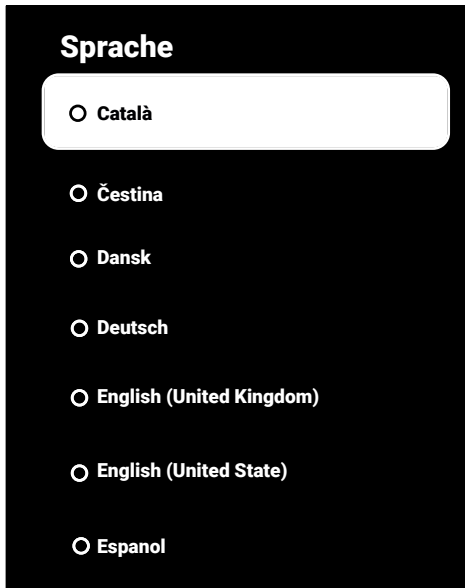 Sprache
Català
Čestina
Dansk
Deutsch
English (United Kingdom)
English (United State)
Espanol